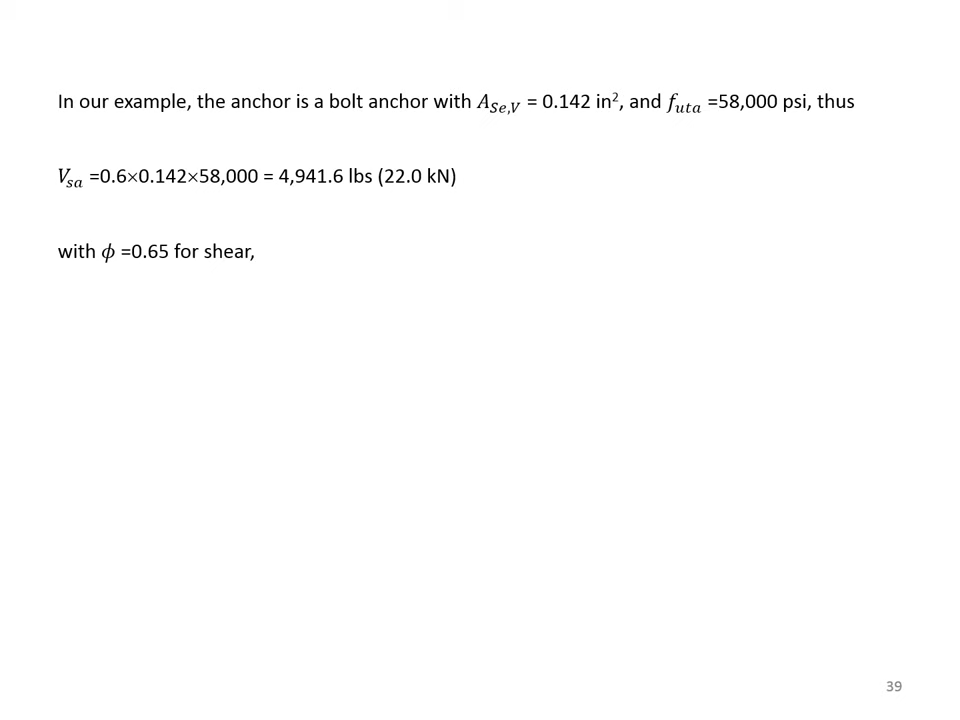 In our example, the anchor is a bolt anchor with A_{Se,V} = 0.142 in², and f_{uta} =58,000 psi, thus
V_{sa} =0.6×0.142×58,000 = 4,941.6 lbs (22.0 kN)
with ϕ =0.65 for shear,
39